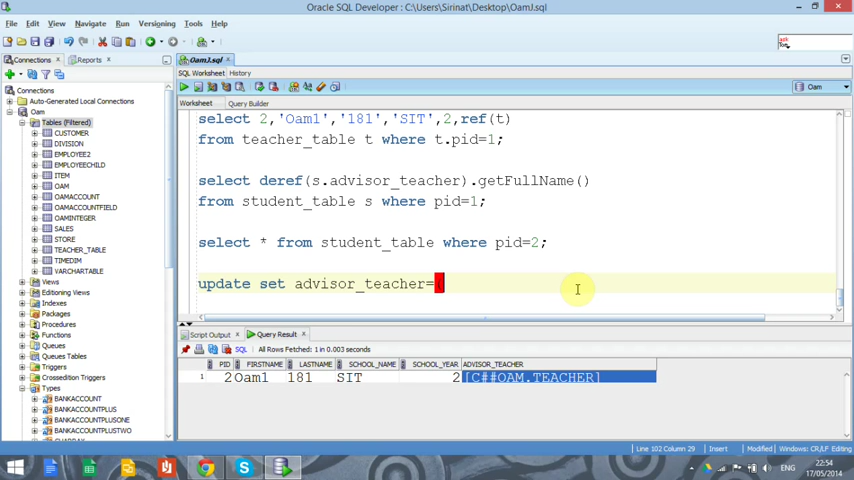 Oracle SQL Developer : C:\Users\Sirinat\Desktop\OamJ.sql
File Edit View Navigate Run Versioning Tools Help
Connections Reports OamJ.sql
SQL Worksheet History
Connections
Auto-Generated Local Connections
Oam
Tables (Filtered)
CUSTOMER
DIVISION
EMPLOYEE2
EMPLOYEECHILD
ITEM
OAM
OAMACCOUNT
OAMACCOUNTFIELD
OAMINTEGER
SALES
STORE
TEACHER_TABLE
TIMEDIM
VARCHARTABLE
Views
Editioning Views
Indexes
Packages
Procedures
Functions
Queues
Queues Tables
Triggers
Crossedition Triggers
Types
BANKACCOUNT
BANKACCOUNTPLUS
BANKACCOUNTPLUSONE
BANKACCOUNTPLUSTWO
Oam
Worksheet Query Builder
select 2,'Oam1','181','SIT',2,ref(t)
from teacher_table t where t.pid=1;
select deref(s.advisor_teacher).getFullName()
from student_table s where pid=1;
select * from student_table where pid=2;
update set advisor_teacher=(
Script Output Query Result
SQL All Rows Fetched: 1 in 0.003 seconds
PID FIRSTNAME LASTNAME SCHOOL_NAME SCHOOL_YEAR ADVISOR_TEACHER
1 2 Oam1 181 SIT 2 [C##OAM.TEACHER]
Line 102 Column 29 Insert Modified Windows: CR/LF Editing
ENG
22:54
17/05/2014